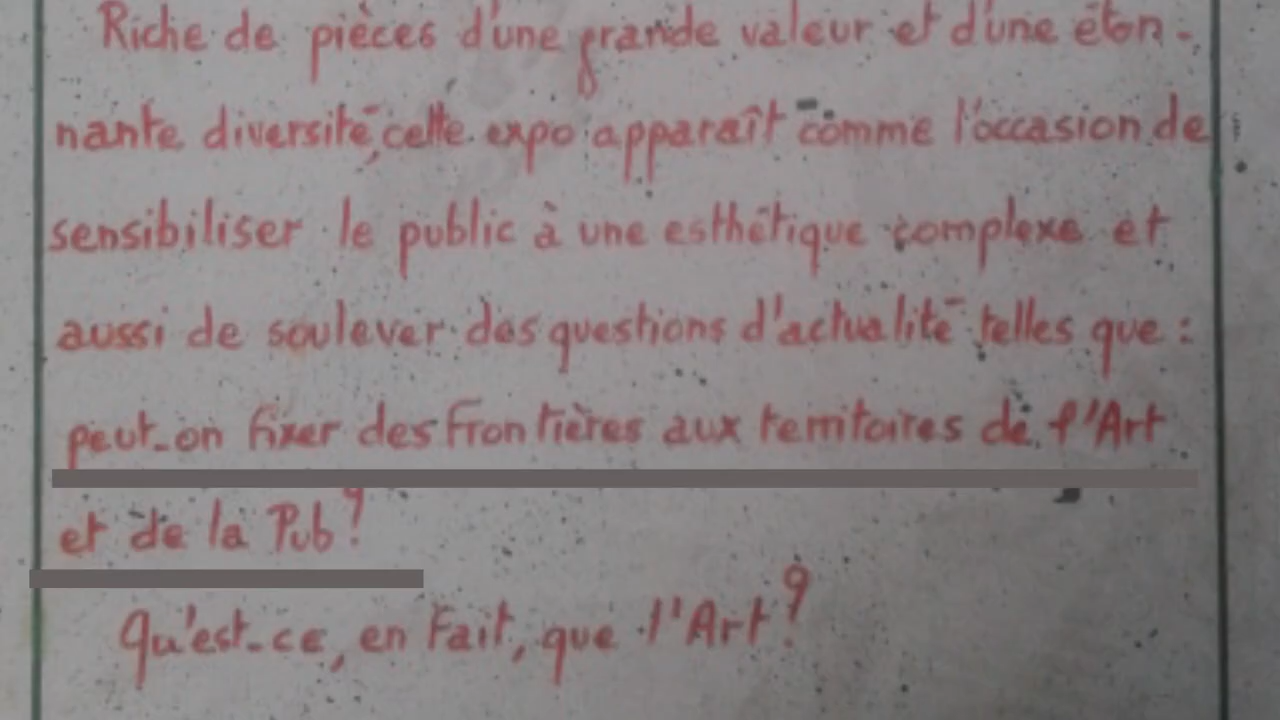 Riche de pièces d'une grande valeur et d'une éton-
nante diversité, cette expo apparaît comme l'occasion de
sensibiliser le public à une esthétique complexe et
aussi de soulever des questions d'actualité telles que :
peut-on fixer des frontières aux territoires de l'Art
et de la Pub ?
Qu'est-ce, en fait, que l'Art ?